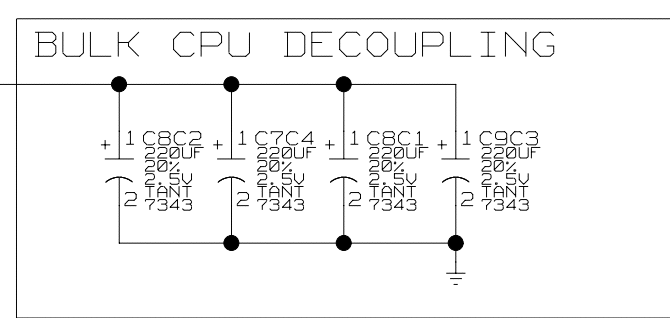 BULK CPU DECOUPLING
+ 1 C8C2
220UF
20%
2.5V
TANT
2 7343
+ 1 C7C4
220UF
20%
2.5V
TANT
2 7343
+ 1 C8C1
220UF
20%
2.5V
TANT
2 7343
+ 1 C9C3
220UF
20%
2.5V
TANT
2 7343